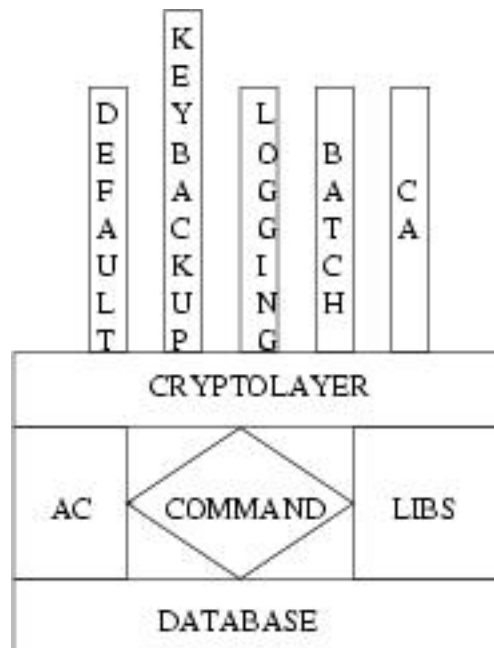 DEFAULT
KEYBACKUP
LOGGING
BATCH
CA
CRYPTOLAYER
AC
COMMAND
LIBS
DATABASE